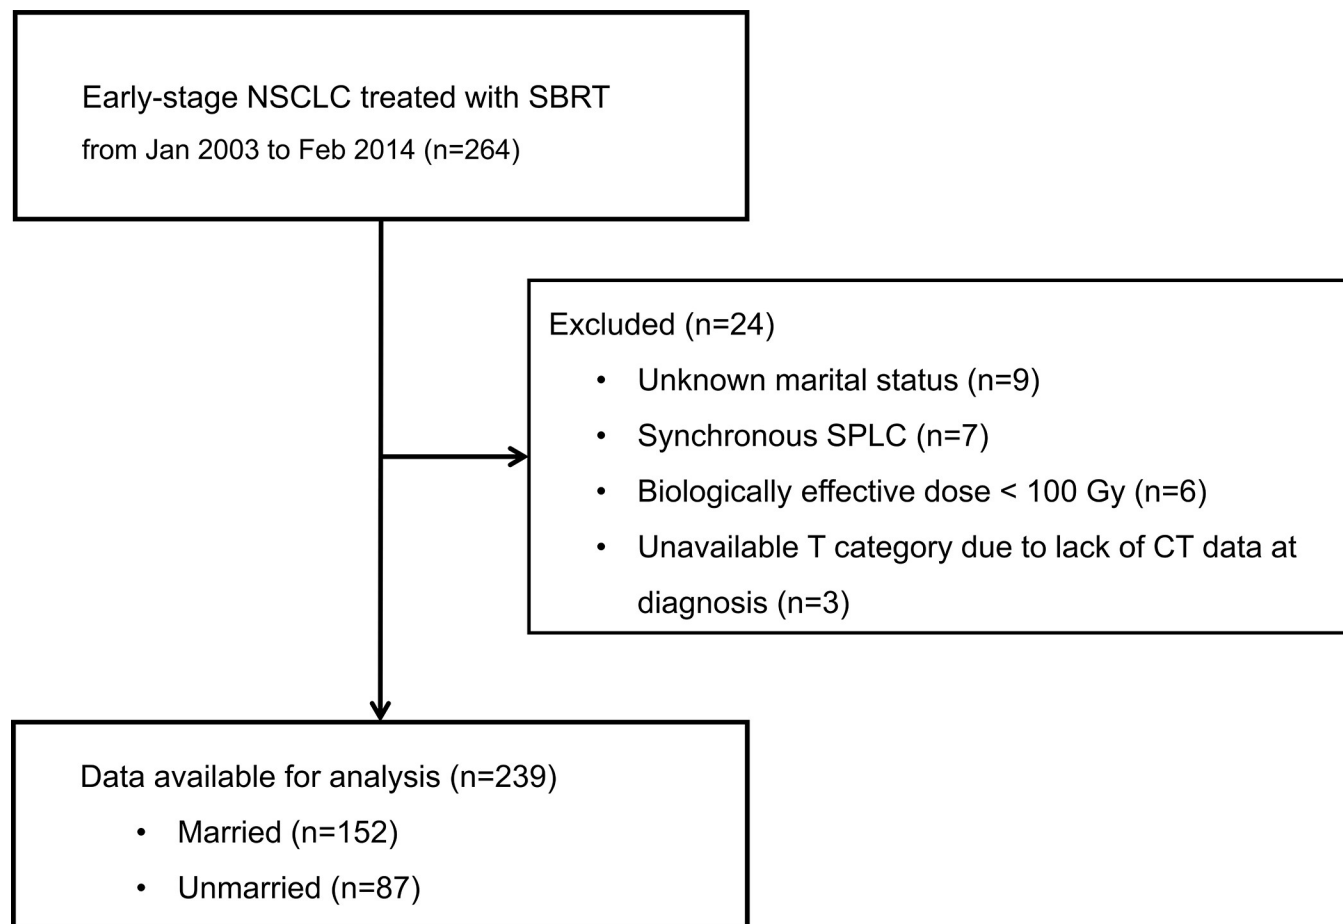 Early-stage NSCLC treated with SBRT
from Jan 2003 to Feb 2014 (n=264)
Excluded (n=24)
• Unknown marital status (n=9)
• Synchronous SPLC (n=7)
• Biologically effective dose < 100 Gy (n=6)
• Unavailable T category due to lack of CT data at
diagnosis (n=3)
Data available for analysis (n=239)
• Married (n=152)
• Unmarried (n=87)